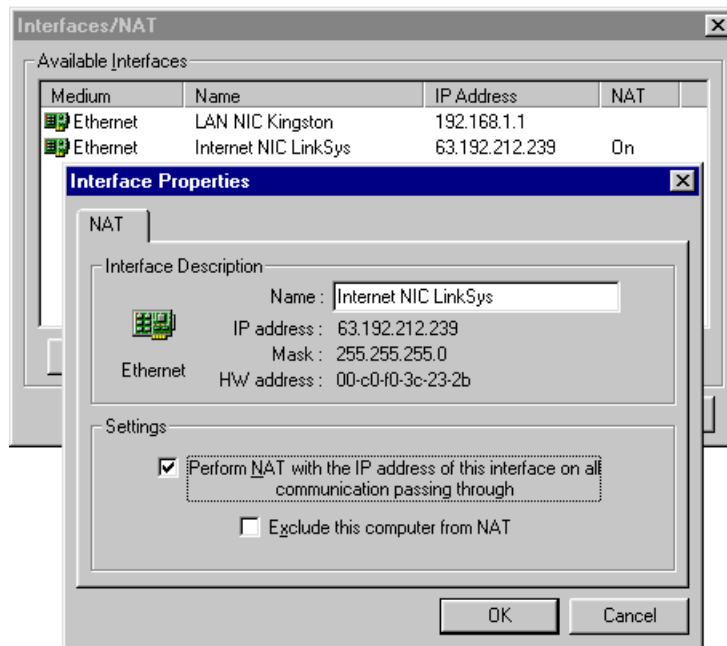 Interfaces/NAT
Available Interfaces
Medium Name IP Address NAT
Ethernet LAN NIC Kingston 192.168.1.1
Ethernet Internet NIC LinkSys 63.192.212.239 On
Interface Properties
NAT
Interface Description
Name : Internet NIC LinkSys
IP address : 63.192.212.239
Mask : 255.255.255.0
Ethernet
HW address : 00-c0-f0-3c-23-2b
Settings
Perform NAT with the IP address of this interface on all
communication passing through
Exclude this computer from NAT
OK Cancel